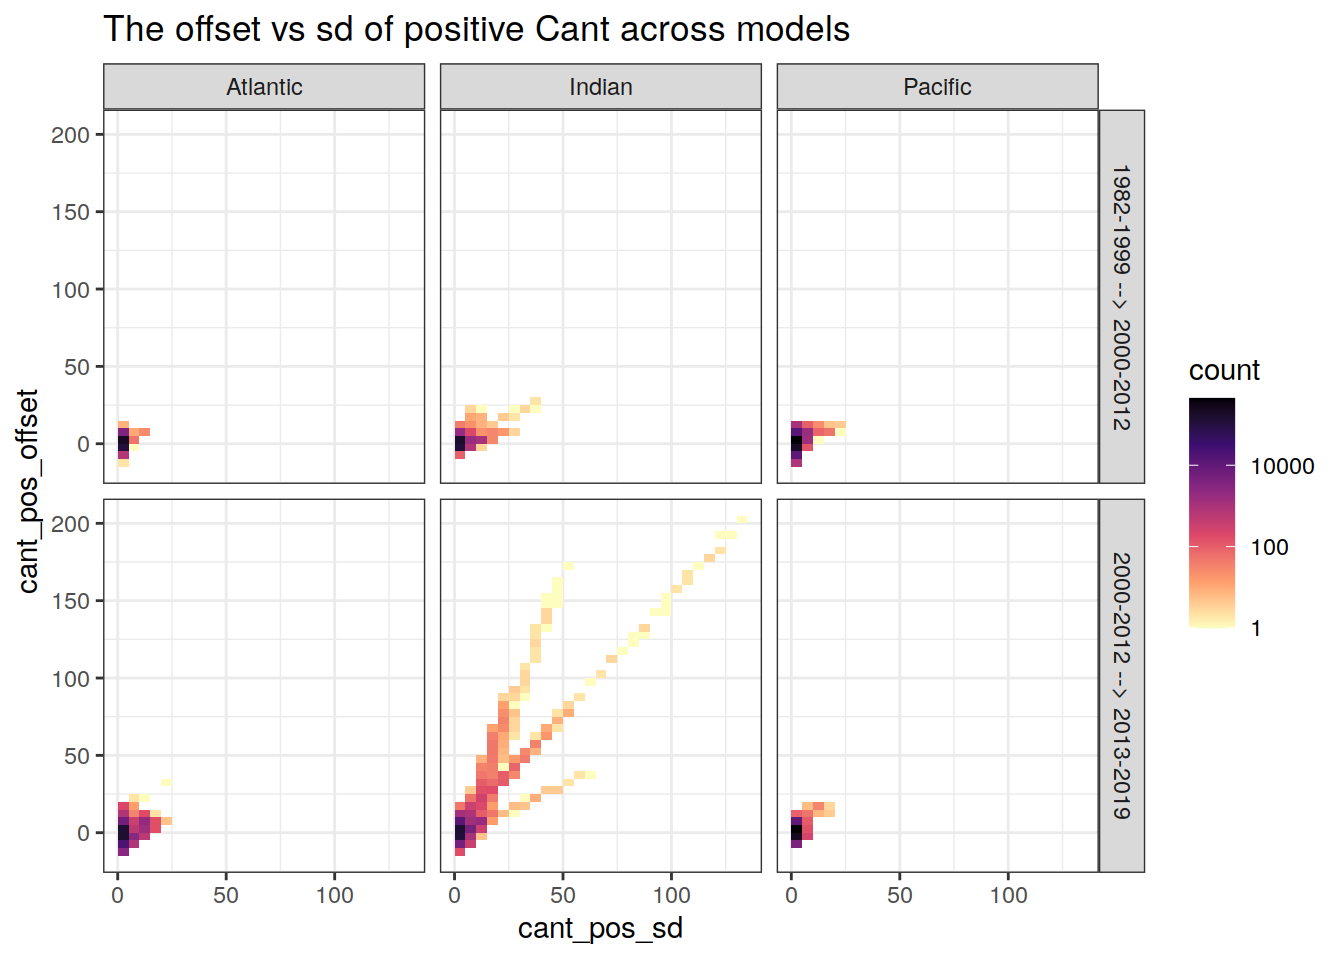 The offset vs sd of positive Cant across models
Atlantic
Indian
Pacific
200
150
100
50
0
1982-1999 --> 2000-2012
200
150
100
50
0
2000-2012 --> 2013-2019
0 50 100
0 50 100
0 50 100
cant_pos_sd
cant_pos_offset
count
10000
100
1